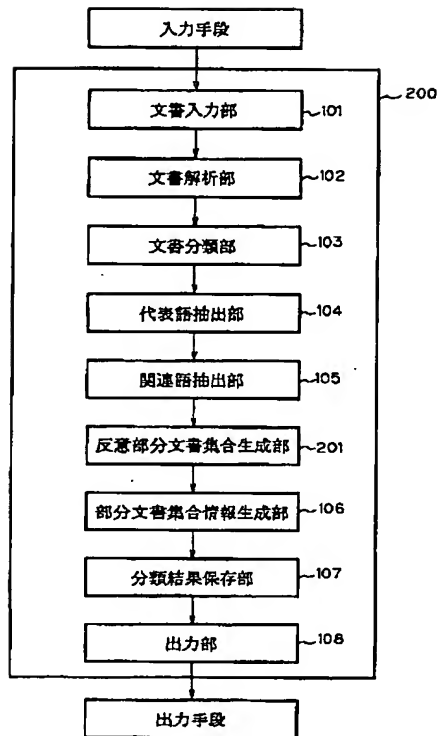 入力手段
200
文書入力部 101
文書解析部 102
文書分類部 103
代表語抽出部 104
関連語抽出部 105
反意部分文書集合生成部 201
部分文書集合情報生成部 106
分類結果保存部 107
出力部 108
出力手段